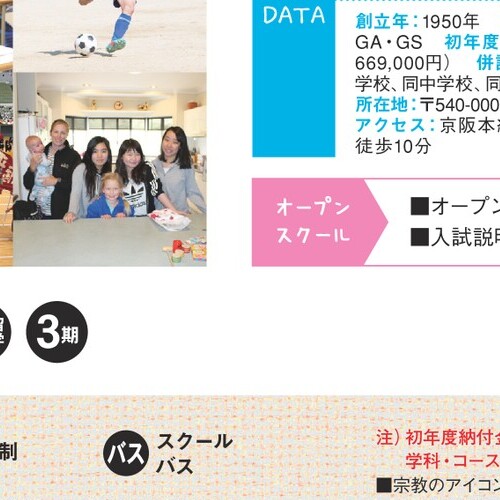 DATA
創立年：1950年
GA・GS 初年度
669,000円）
学校、同中学校、同
所在地：〒540-000
アクセス：京阪本
徒歩10分
オープン
スクール
■オープン
■入試説明
3期
制
バス スクール
バス
注）初年度納付金
学科・コース
■宗教のアイコン